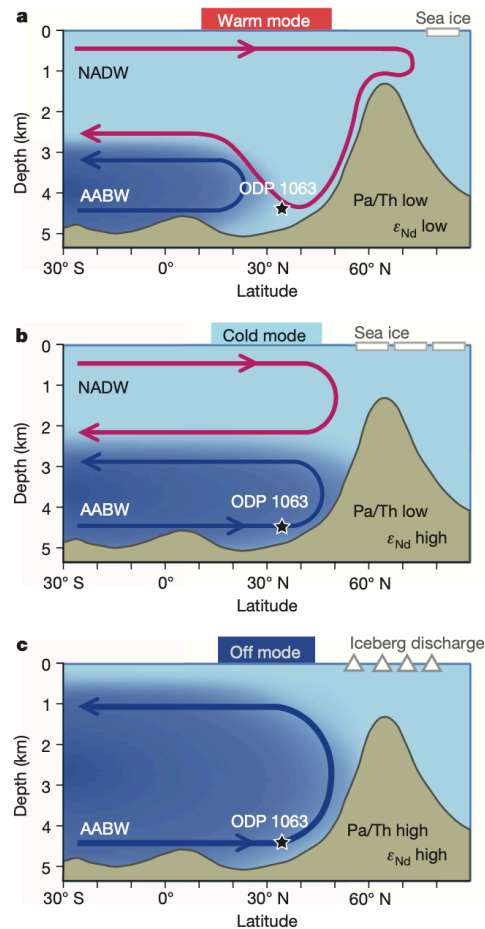 a
Warm mode
Sea ice
0
1
2
3
4
5
Depth (km)
NADW
AABW
ODP 1063
Pa/Th low
εNd low
30° S
0°
30° N
60° N
Latitude
b
Cold mode
Sea ice
0
1
2
3
4
5
Depth (km)
NADW
AABW
ODP 1063
Pa/Th low
εNd high
30° S
0°
30° N
60° N
Latitude
c
Off mode
Iceberg discharge
0
1
2
3
4
5
Depth (km)
AABW
ODP 1063
Pa/Th high
εNd high
30° S
0°
30° N
60° N
Latitude